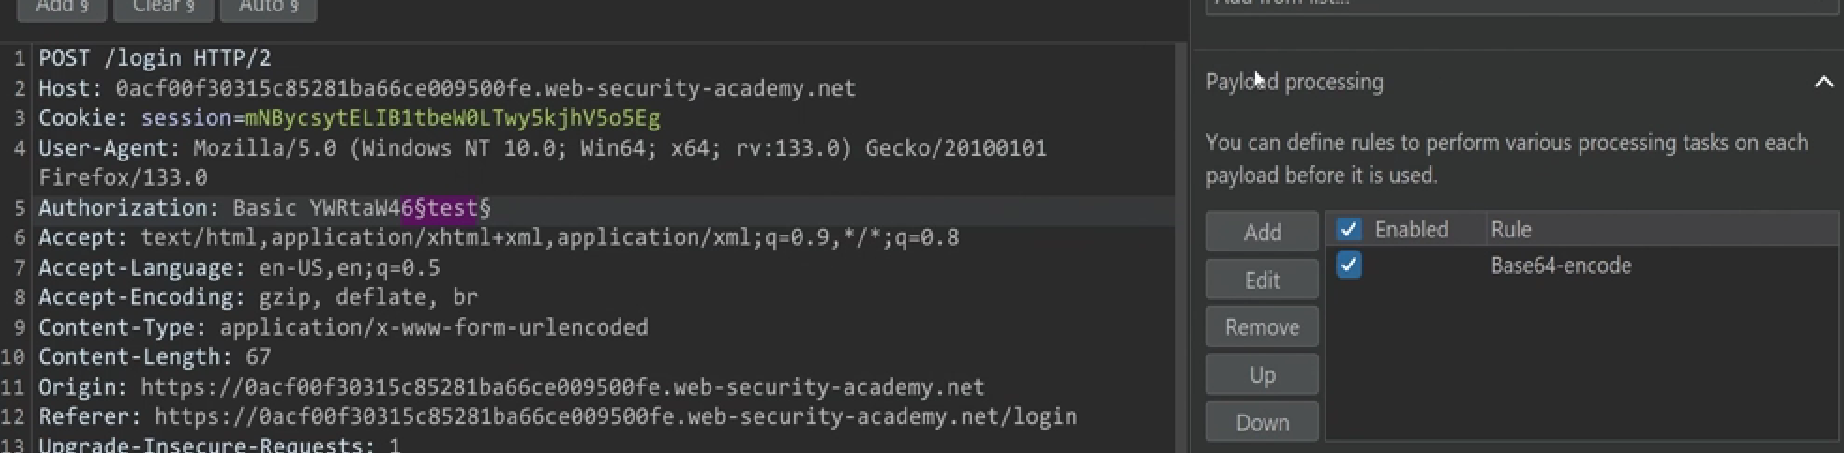 Add § Clear § Auto §
1 POST /login HTTP/2
2 Host: 0acf00f30315c85281ba66ce009500fe.web-security-academy.net
3 Cookie: session=mNBycsytELIB1tbeW0LTwy5kjhV5o5Eg
4 User-Agent: Mozilla/5.0 (Windows NT 10.0; Win64; x64; rv:133.0) Gecko/20100101
Firefox/133.0
5 Authorization: Basic YWRtaW46§test§
6 Accept: text/html,application/xhtml+xml,application/xml;q=0.9,*/*;q=0.8
7 Accept-Language: en-US,en;q=0.5
8 Accept-Encoding: gzip, deflate, br
9 Content-Type: application/x-www-form-urlencoded
10 Content-Length: 67
11 Origin: https://0acf00f30315c85281ba66ce009500fe.web-security-academy.net
12 Referer: https://0acf00f30315c85281ba66ce009500fe.web-security-academy.net/login
13 Upgrade-Insecure-Requests: 1
Add from list...
Payload processing
You can define rules to perform various processing tasks on each
payload before it is used.
Add
Edit
Remove
Up
Down
Enabled Rule
Base64-encode